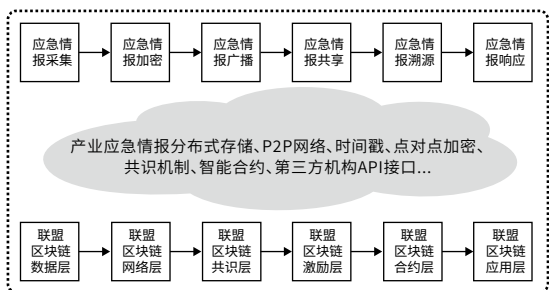 应急情
报采集
应急情
报加密
应急情
报广播
应急情
报共享
应急情
报溯源
应急情
报响应
产业应急情报分布式存储、P2P网络、时间戳、点对点加密、
共识机制、智能合约、第三方机构API接口...
联盟
区块链
数据层
联盟
区块链
网络层
联盟
区块链
共识层
联盟
区块链
激励层
联盟
区块链
合约层
联盟
区块链
应用层